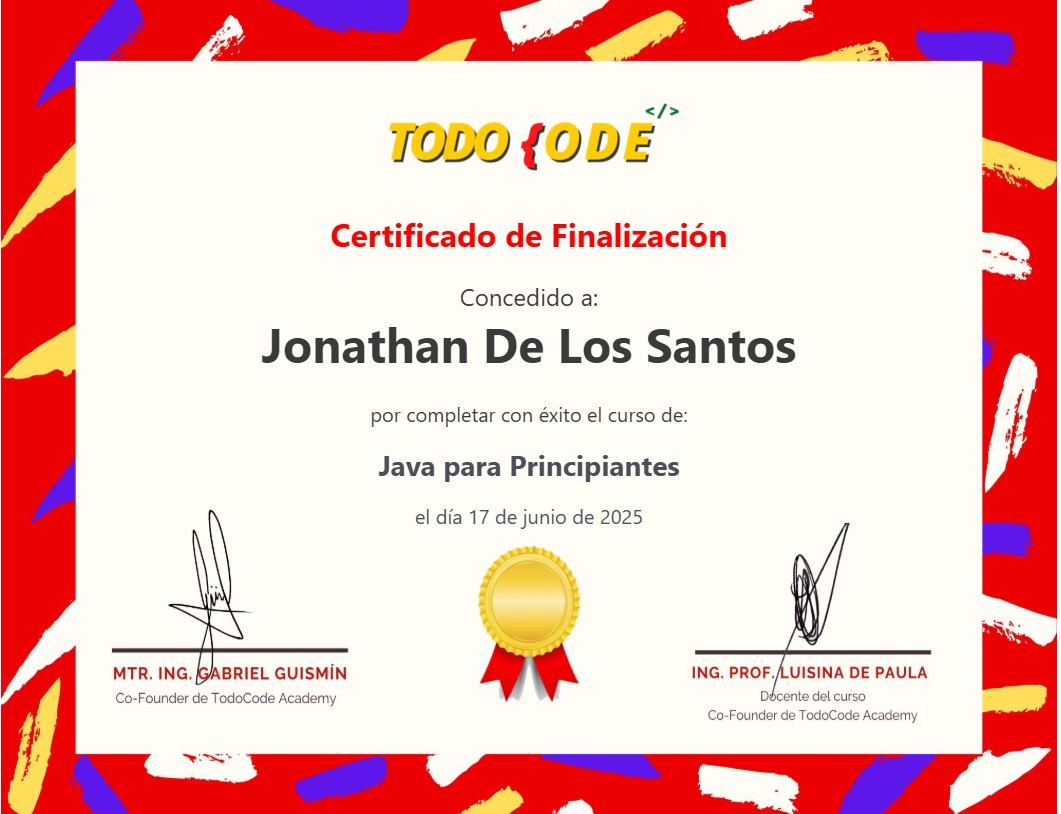 </>
TODO {ODE
Certificado de Finalización
Concedido a:
Jonathan De Los Santos
por completar con éxito el curso de:
Java para Principiantes
el día 17 de junio de 2025
MTR. ING. GABRIEL GUISMÍN
Co-Founder de TodoCode Academy
ING. PROF. LUISINA DE PAULA
Docente del curso
Co-Founder de TodoCode Academy